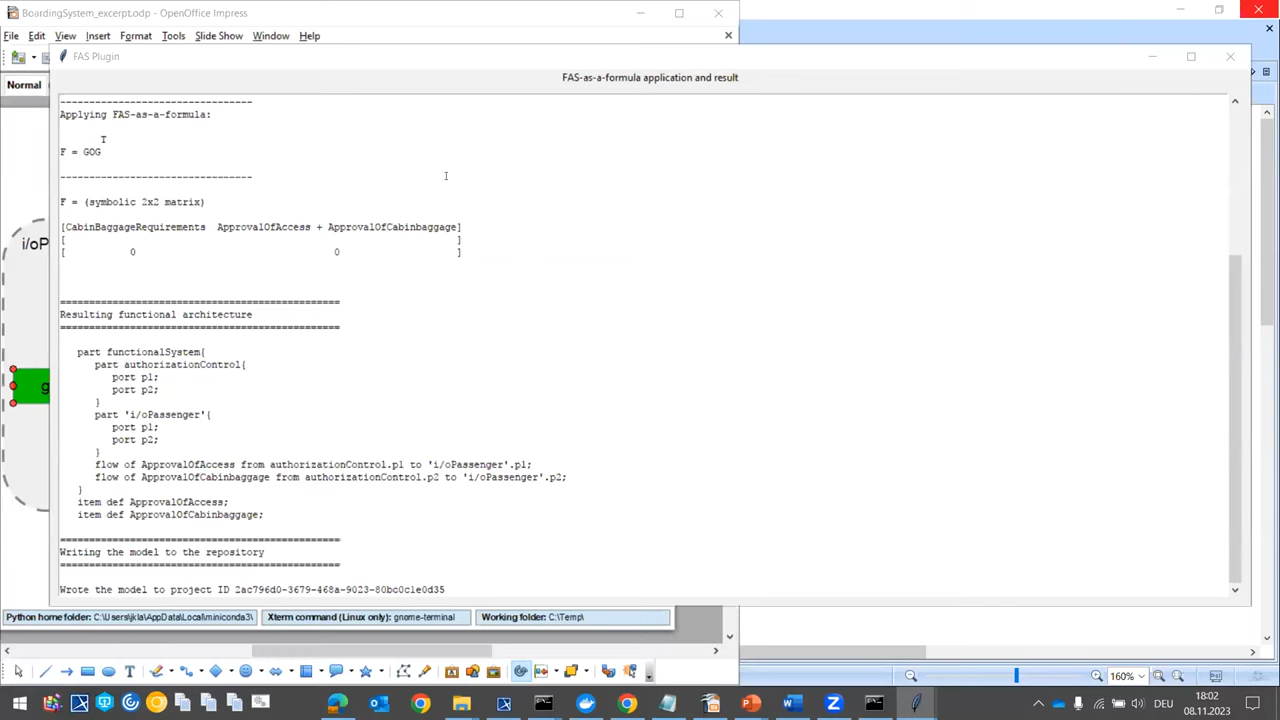 BoardingSystem_excerpt.odp - OpenOffice Impress
File Edit View Insert Format Tools Slide Show Window Help
FAS Plugin
FAS-as-a-formula application and result
Normal
--------------------------------
Applying FAS-as-a-formula:
T
F = GOG
--------------------------------
F = (symbolic 2x2 matrix)
[CabinBaggageRequirements ApprovalOfAccess + ApprovalOfCabinbaggage]
[ ]
[ 0 0 ]
i/oP
================================================
Resulting functional architecture
================================================
part functionalSystem{
part authorizationControl{
port p1;
port p2;
}
part 'i/oPassenger'{
port p1;
port p2;
}
flow of ApprovalOfAccess from authorizationControl.p1 to 'i/oPassenger'.p1;
flow of ApprovalOfCabinbaggage from authorizationControl.p2 to 'i/oPassenger'.p2;
}
item def ApprovalOfAccess;
item def ApprovalOfCabinbaggage;
g
================================================
Writing the model to the repository
================================================
Wrote the model to project ID 2ac796d0-3679-468a-9023-80bc0c1e0d35
Python home folder: C:\Users\jkla\AppData\Local\miniconda3\ Xterm command (Linux only): gnome-terminal Working folder: C:\Temp\
160%
18:02
DEU
08.11.2023